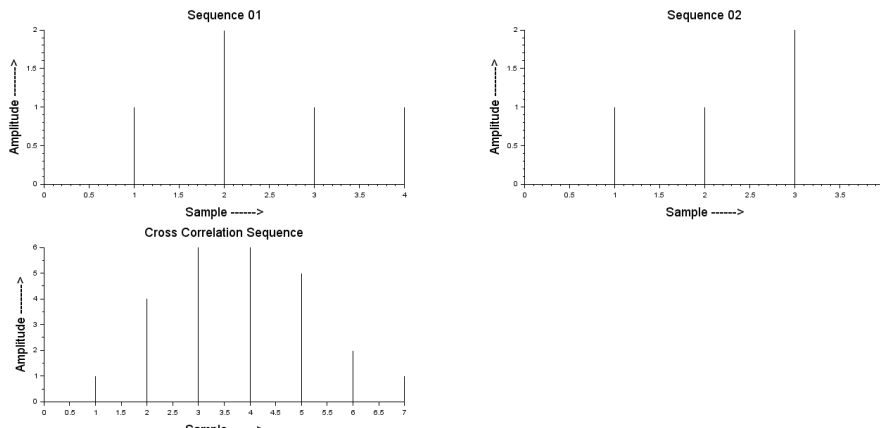 Sequence 01
2
1.5
1
0.5
0
Amplitude ----->
0 0.5 1 1.5 2 2.5 3 3.5 4
Sample ------>
Sequence 02
2
1.5
1
0.5
0
Amplitude ----->
0 0.5 1 1.5 2 2.5 3 3.5
Sample ------>
Cross Correlation Sequence
6
5
4
3
2
1
0
Amplitude ------>
0 0.5 1 1.5 2 2.5 3 3.5 4 4.5 5 5.5 6 6.5 7
Sample ------>